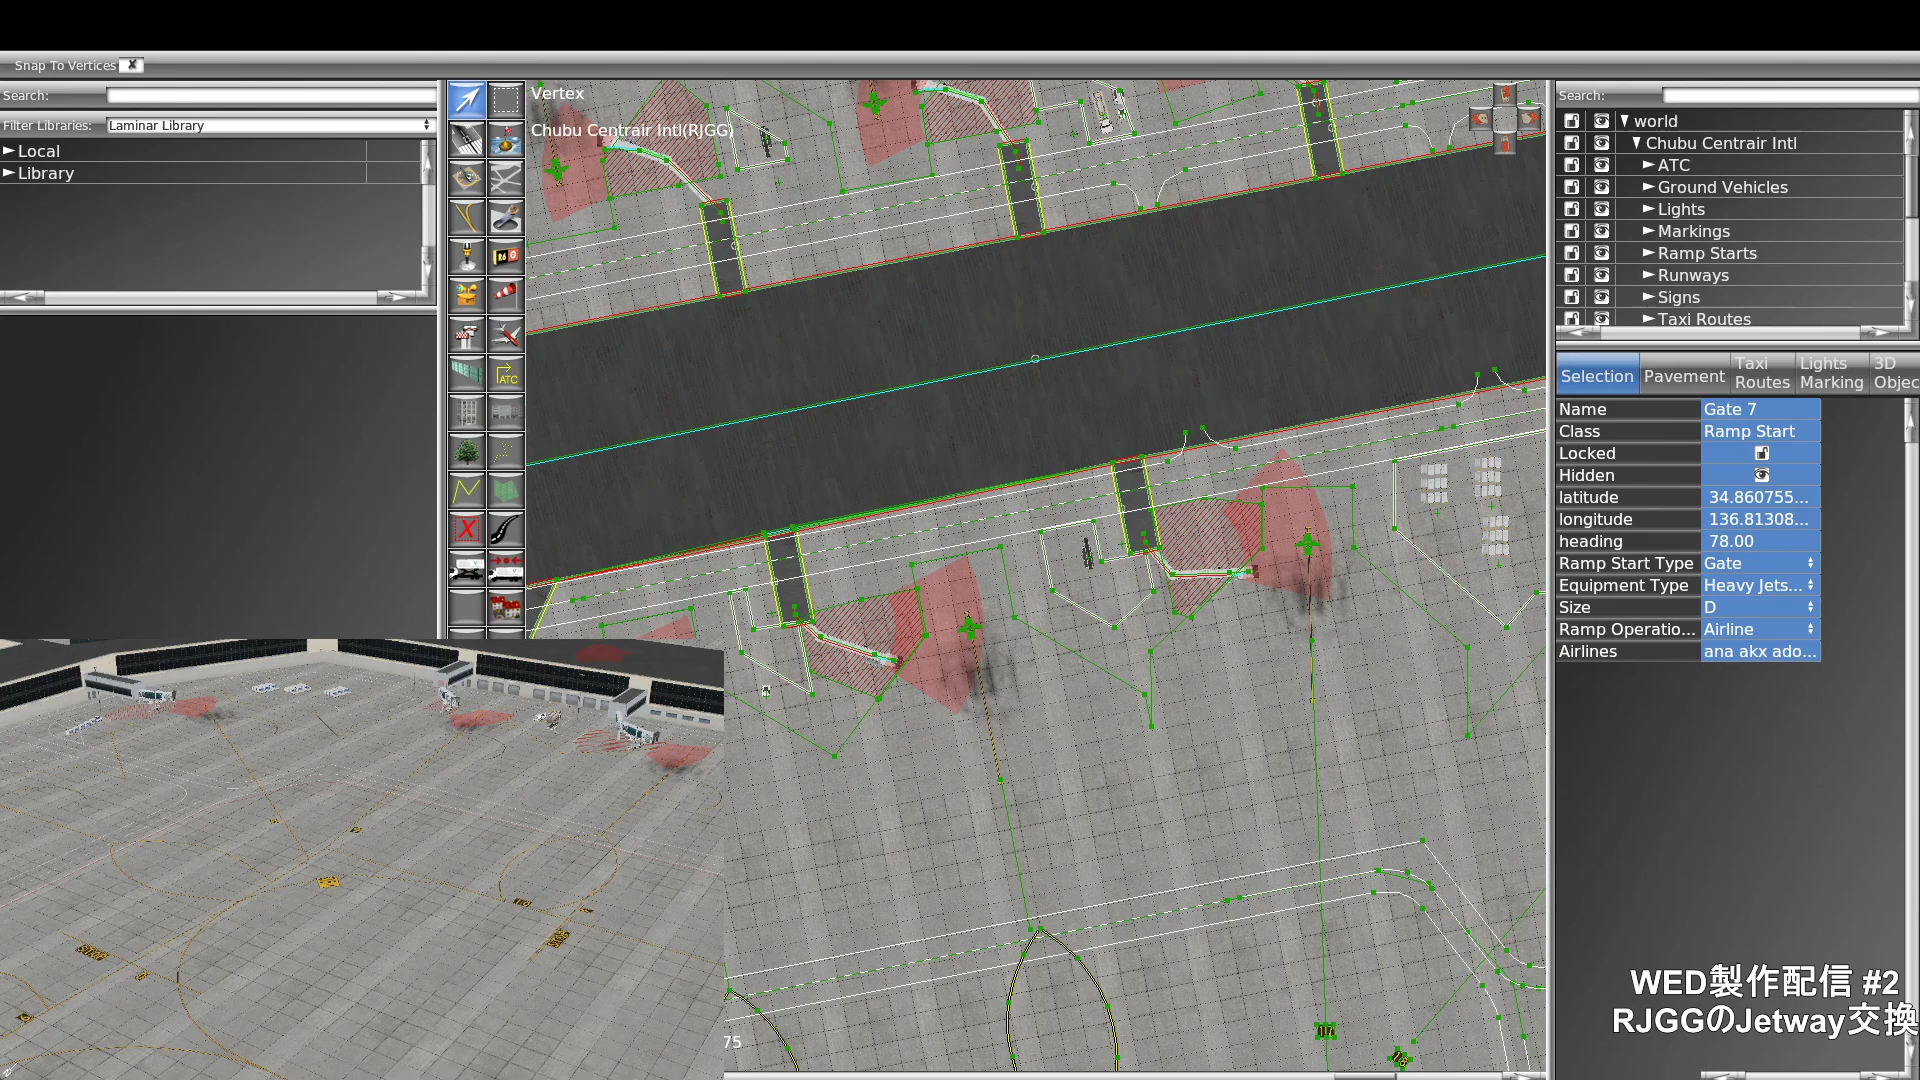 Snap To Vertices
Search:
Filter Libraries: Laminar Library
Local
Library
Vertex
Chubu Centrair Intl(RJGG)
ATC
75
Search:
world
Chubu Centrair Intl
ATC
Ground Vehicles
Lights
Markings
Ramp Starts
Runways
Signs
Taxi Routes
Selection
Pavement
Taxi Routes
Lights Marking
3D Objec
Name Gate 7
Class Ramp Start
Locked
Hidden
latitude 34.860755...
longitude 136.81308...
heading 78.00
Ramp Start Type Gate
Equipment Type Heavy Jets...
Size D
Ramp Operatio... Airline
Airlines ana akx ado...
WED製作配信 #2
RJGGのJetway交換